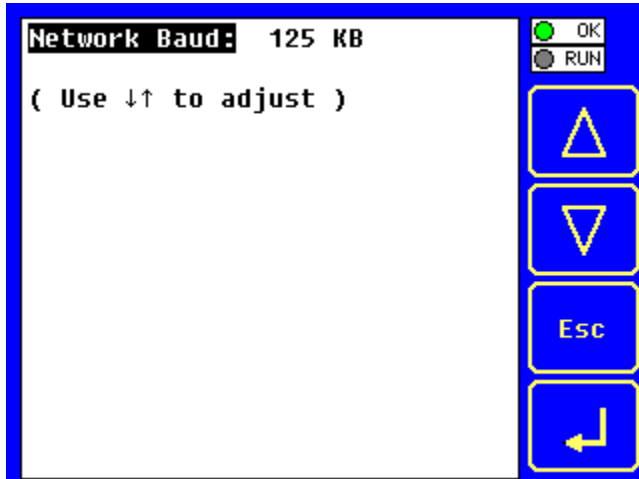 Network Baud: 125 KB
( Use ↓↑ to adjust )
OK
RUN
Esc